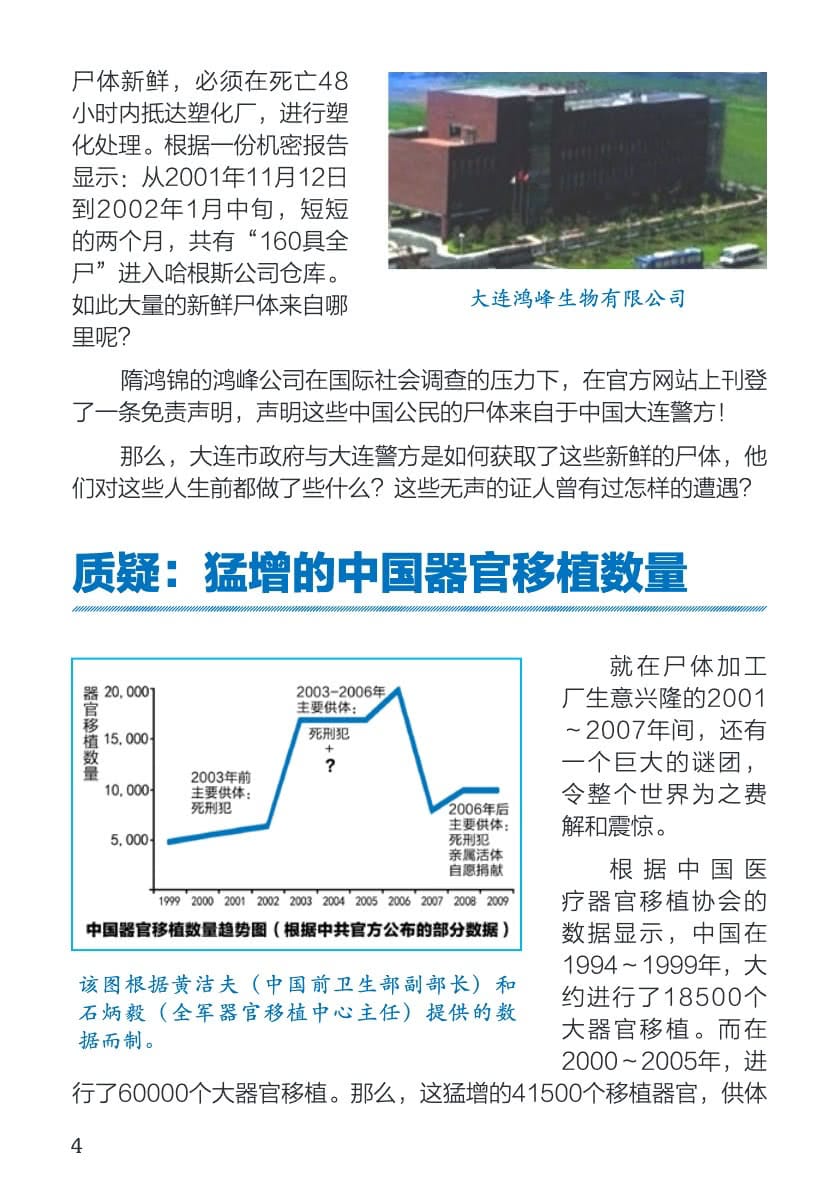 尸体新鲜，必须在死亡48
小时内抵达塑化厂，进行塑
化处理。根据一份机密报告
显示：从2001年11月12日
到2002年1月中旬，短短
的两个月，共有“160具全
尸”进入哈根斯公司仓库。
如此大量的新鲜尸体来自哪
里呢？
大连鸿峰生物有限公司
隋鸿锦的鸿峰公司在国际社会调查的压力下，在官方网站上刊登
了一条免责声明，声明这些中国公民的尸体来自于中国大连警方！
那么，大连市政府与大连警方是如何获取了这些新鲜的尸体，他
们对这些人生前都做了些什么？这些无声的证人曾有过怎样的遭遇？
质疑：猛增的中国器官移植数量
器官移植数量
20,000
15,000
10,000
5,000
2003年前
主要供体：
死刑犯
2003-2006年
主要供体：
死刑犯
+
?
2006年后
主要供体：
死刑犯
亲属活体
自愿捐献
1999 2000 2001 2002 2003 2004 2005 2006 2007 2008 2009
中国器官移植数量趋势图（根据中共官方公布的部分数据）
该图根据黄洁夫（中国前卫生部副部长）和
石炳毅（全军器官移植中心主任）提供的数
据而制。
就在尸体加工
厂生意兴隆的2001
～2007年间，还有
一个巨大的谜团，
令整个世界为之费
解和震惊。
根据中国医
疗器官移植协会的
数据显示，中国在
1994～1999年，大
约进行了18500个
大器官移植。而在
2000～2005年，进
行了60000个大器官移植。那么，这猛增的41500个移植器官，供体
4